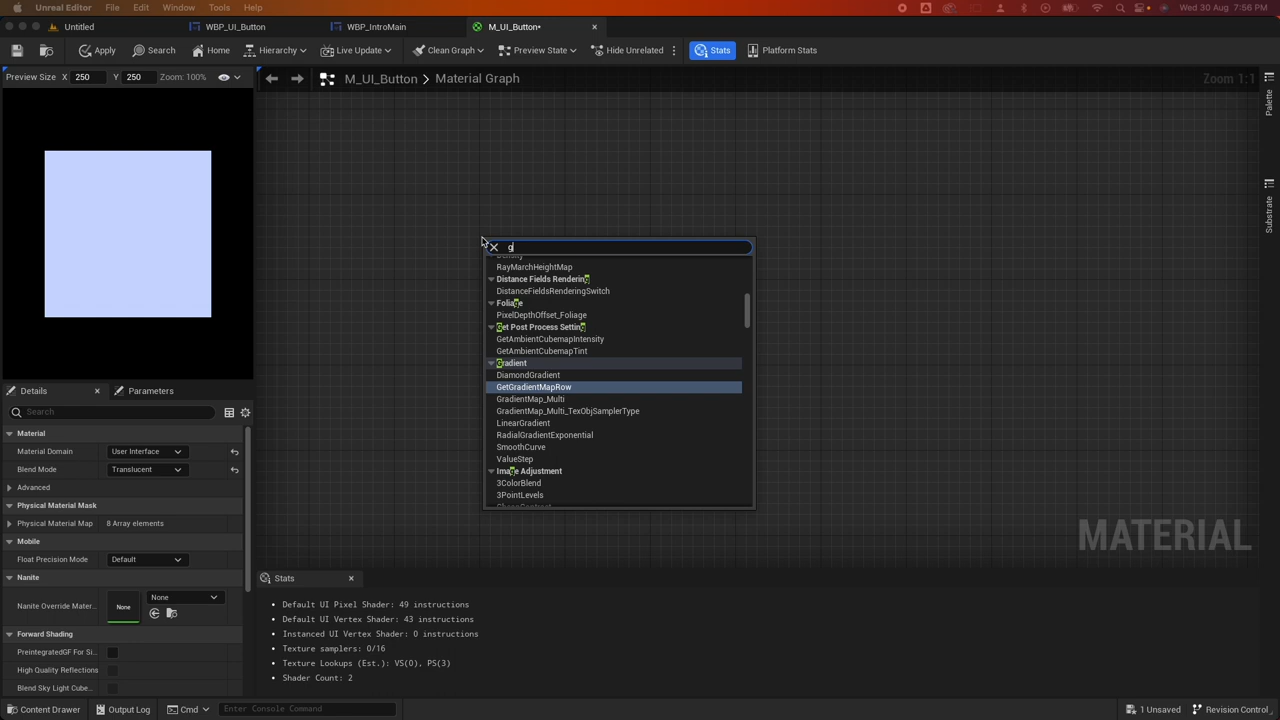 Unreal Editor File Edit Window Tools Help Wed 30 Aug 7:56 PM
Untitled WBP_UI_Button WBP_IntroMain M_UI_Button•
Apply Search Home Hierarchy Live Update Clean Graph Preview State Hide Unrelated Stats Platform Stats
Preview Size X 250 Y 250 Zoom: 100%
M_UI_Button > Material Graph Zoom 1:1
Palette
Substrate
g
RayMarchHeightMap
Distance Fields Rendering
DistanceFieldsRenderingSwitch
Foliage
PixelDepthOffset_Foliage
Get Post Process Setting
GetAmbientCubemapIntensity
GetAmbientCubemapTint
Gradient
DiamondGradient
GetGradientMapRow
GradientMap_Multi
GradientMap_Multi_TexObjSamplerType
LinearGradient
RadialGradientExponential
SmoothCurve
ValueStep
Image Adjustment
3ColorBlend
3PointLevels
MATERIAL
Details Parameters
Search
Material
Material Domain User Interface
Blend Mode Translucent
Advanced
Physical Material Mask
Physical Material Map 8 Array elements
Mobile
Float Precision Mode Default
Nanite
Nanite Override Mater... None None
Forward Shading
PreintegratedGF For Si...
High Quality Reflections
Blend Sky Light Cube...
Stats
Default UI Pixel Shader: 49 instructions
Default UI Vertex Shader: 43 instructions
Instanced UI Vertex Shader: 0 instructions
Texture samplers: 0/16
Texture Lookups (Est.): VS(0), PS(3)
Shader Count: 2
Content Drawer Output Log Cmd Enter Console Command 1 Unsaved Revision Control